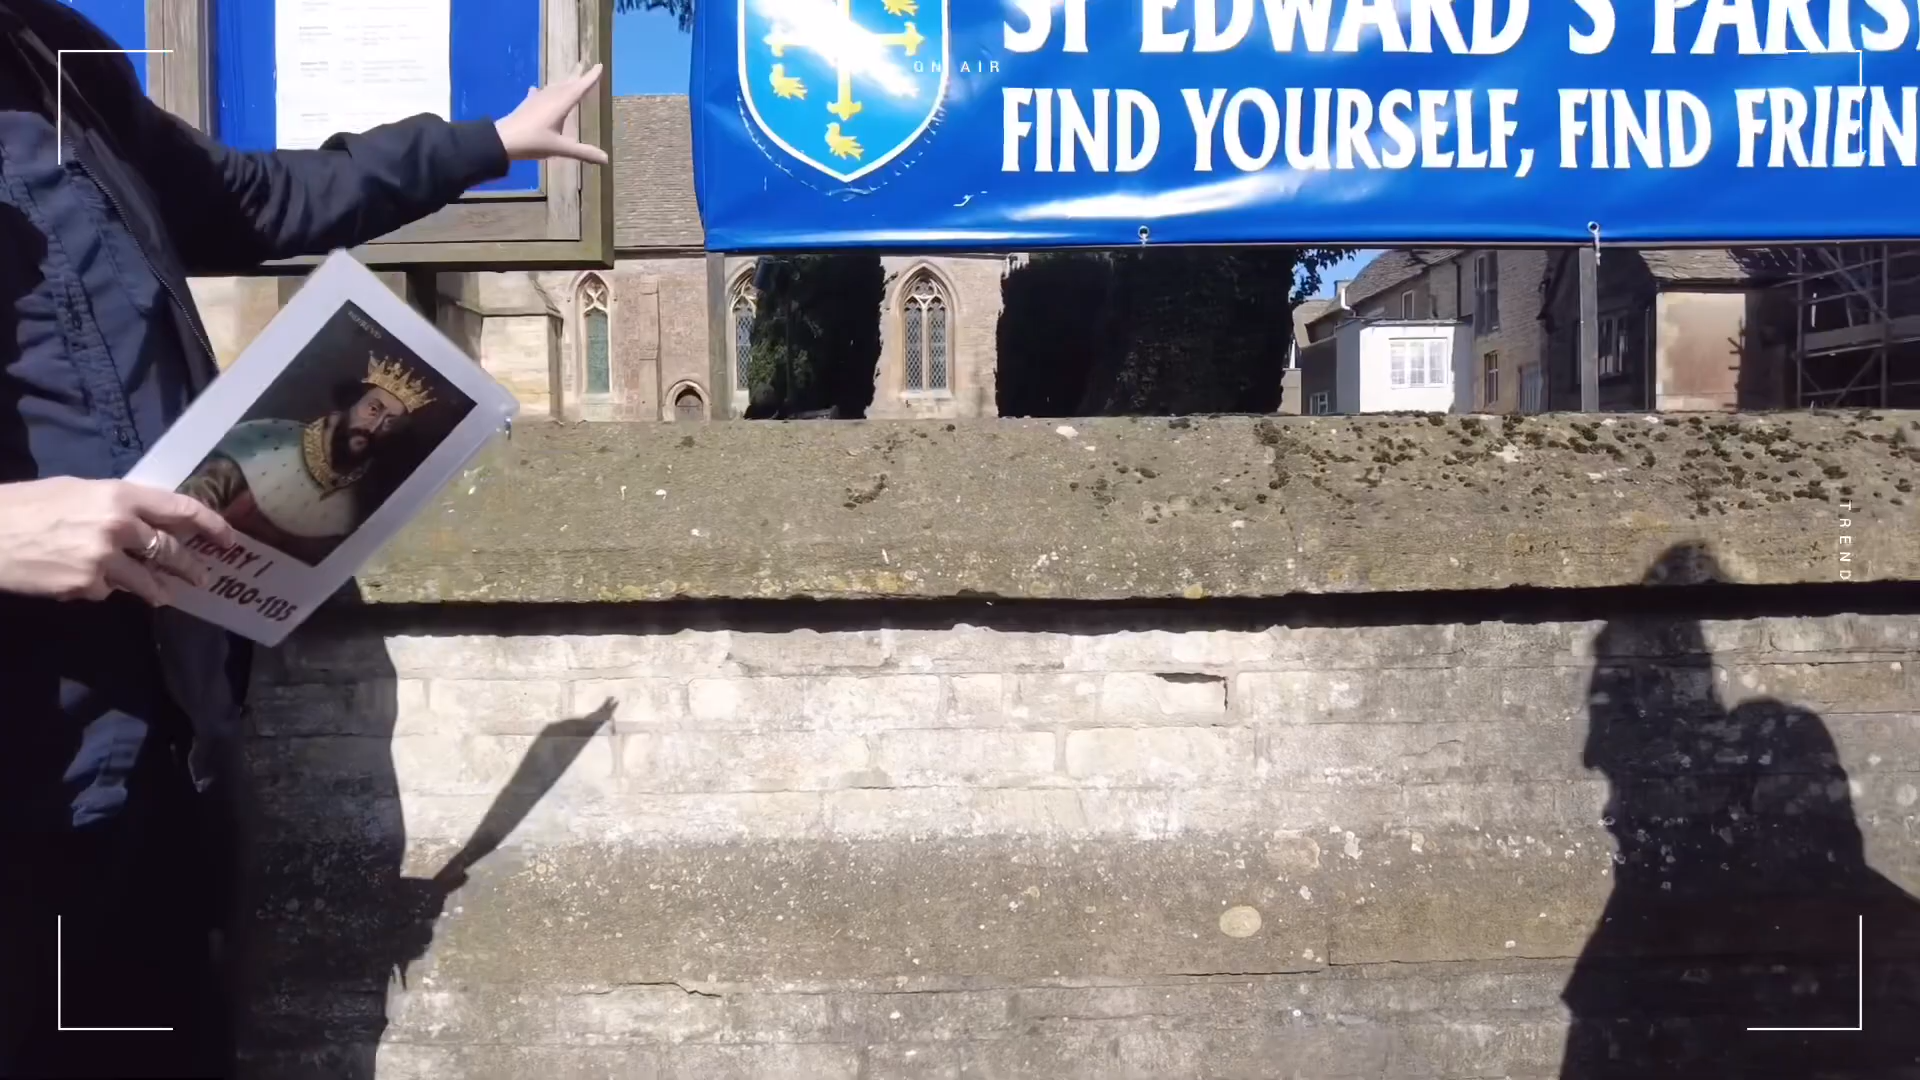 ST EDWARD'S PARIS
ON AIR
FIND YOURSELF, FIND FRIEN
TREND
HENRY I
1100-1135